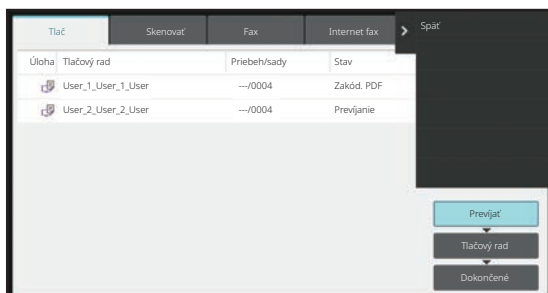 Tlač Skenovať Fax Internet fax Späť
Úloha Tlačový rad Priebeh/sady Stav
User_1_User_1_User ---/0004 Zakód. PDF
User_2_User_2_User ---/0004 Prevíjanie
Prevíjať
Tlačový rad
Dokončené